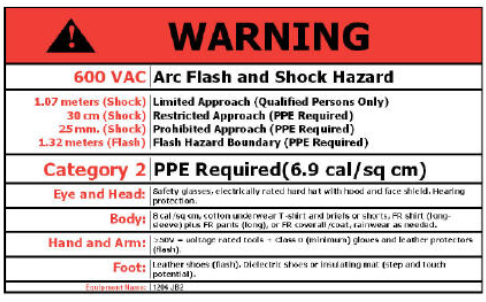 WARNING
600 VAC Arc Flash and Shock Hazard
1.07 meters (Shock) Limited Approach (Qualified Persons Only)
30 cm (Shock) Restricted Approach (PPE Required)
25 mm. (Shock) Prohibited Approach (PPE Required)
1.32 meters (Flash) Flash Hazard Boundary (PPE Required)
Category 2 PPE Required(6.9 cal/sq cm)
Eye and Head: Safety glasses, electrically rated hard hat with hood and face shield. Hearing
protection.
Body: 8 cal/sq cm, cotton underwear T-shirt and briefs or shorts, FR shirt (long-
sleeve) plus FR pants (long), or FR coverall/coat, rainwear as needed.
Hand and Arm: >50V = voltage rated tools + Class 0 (minimum) gloves and leather protectors
(flash).
Foot: Leather shoes (flash). Dielectric shoes or insulating mat (step and touch
potential).
Equipment Name: 1206 JB2